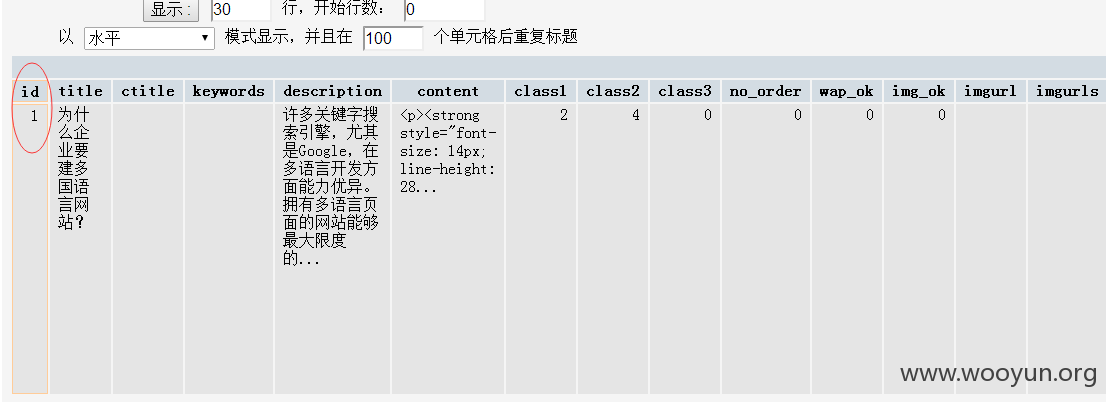 显示 : 30 行，开始行数： 0
以 水平 模式显示，并且在 100 个单元格后重复标题
id title ctitle keywords description content class1 class2 class3 no_order wap_ok img_ok imgurl imgurls
1 为什 许多关键字搜 <p><strong 2 4 0 0 0 0
么企 索引擎，尤其 style="font-
业要 是Google，在 size: 14px;
建多 多语言开发方 line-height:
国语 面能力优异。 28...
言网 拥有多语言页
站？ 面的网站能够
最大限度
的...
www.wooyun.org